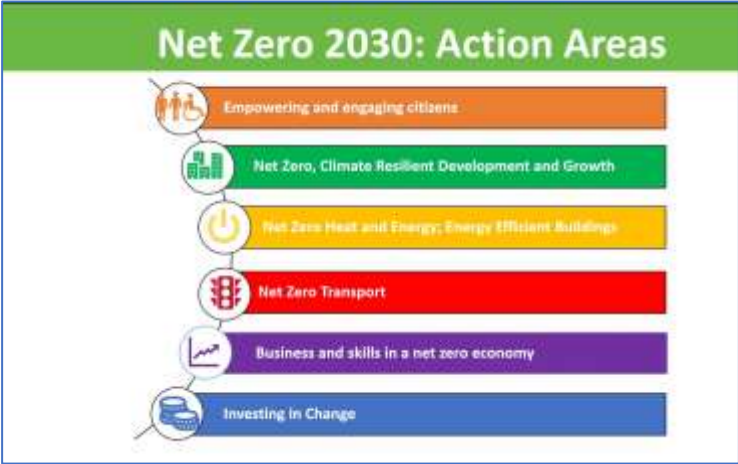 Net Zero 2030: Action Areas
Empowering and engaging citizens
Net Zero, Climate Resilient Development and Growth
Net Zero Heat and Energy; Energy Efficient Buildings
Net Zero Transport
Business and skills in a net zero economy
Investing in Change